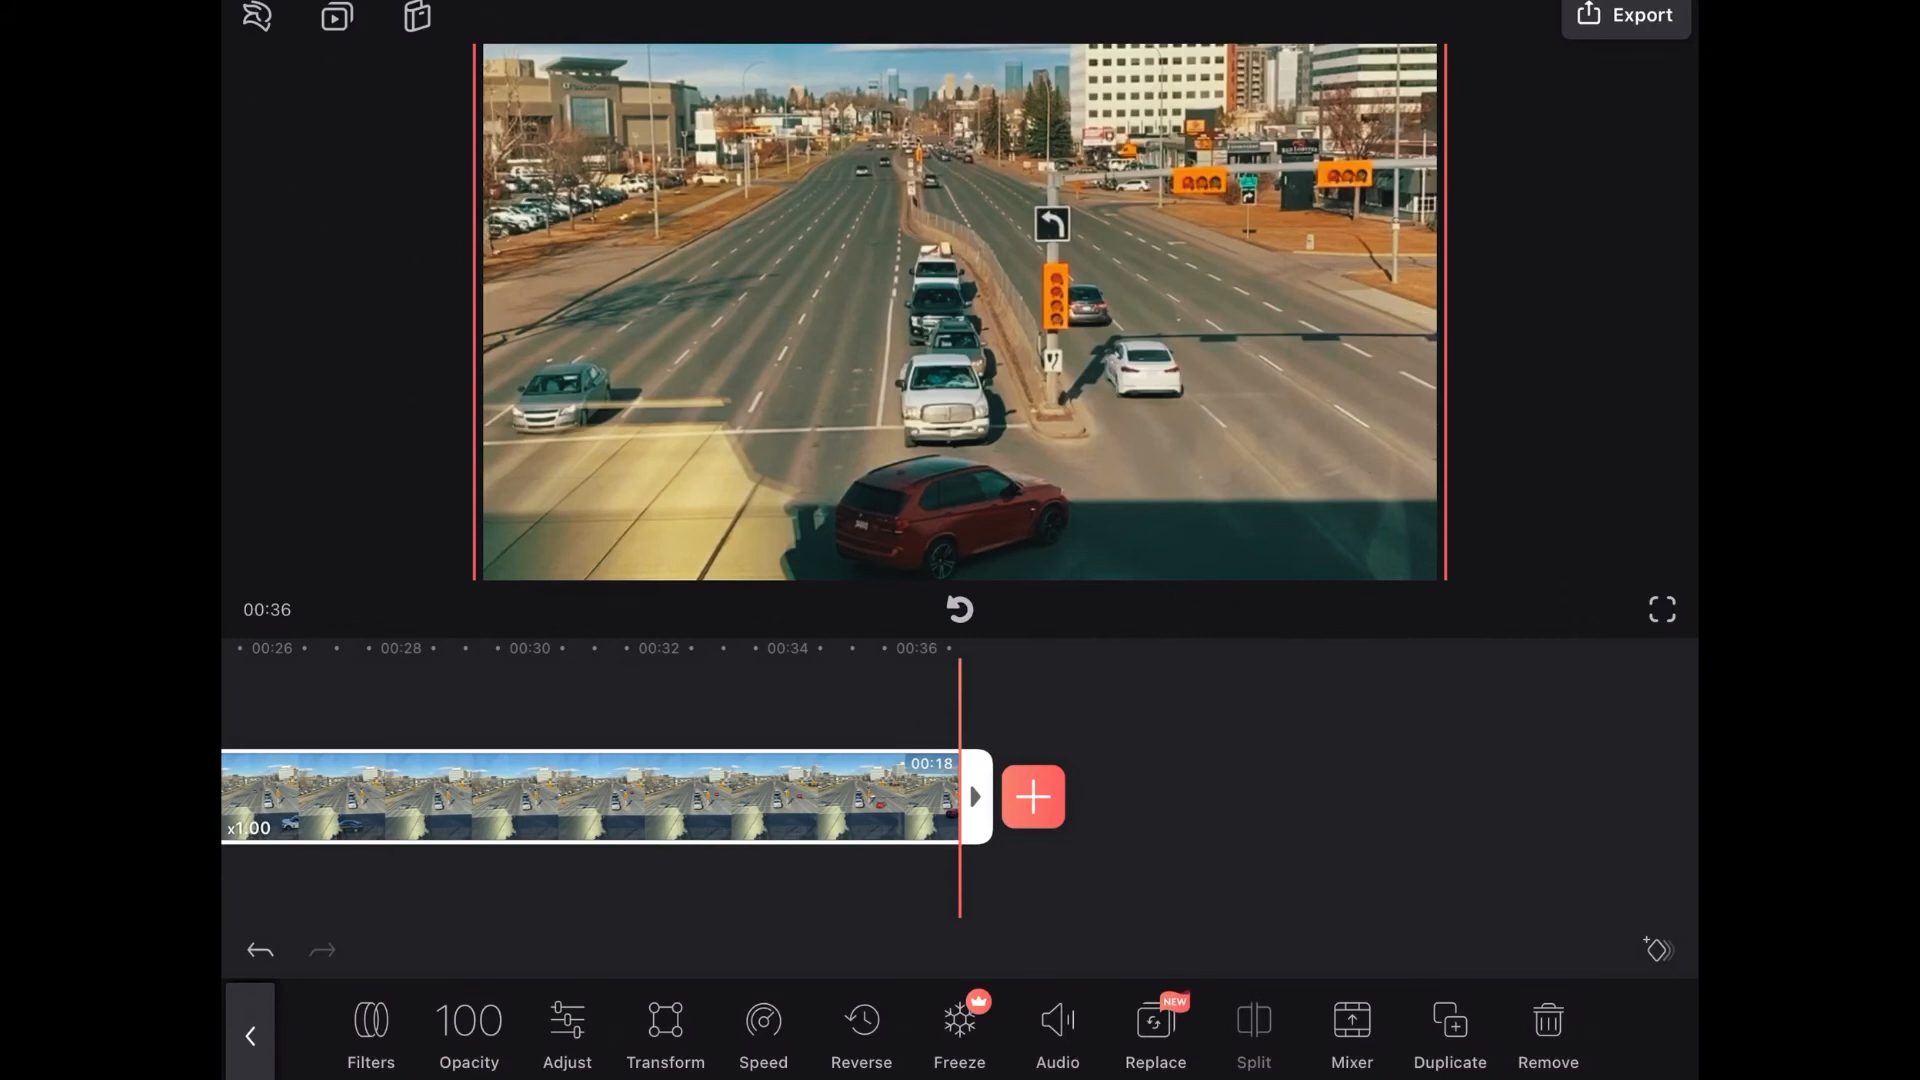 Export
00:36
00:26 00:28 00:30 00:32 00:34 00:36
00:18
x1.00
100
NEW
Filters Opacity Adjust Transform Speed Reverse Freeze Audio Replace Split Mixer Duplicate Remove